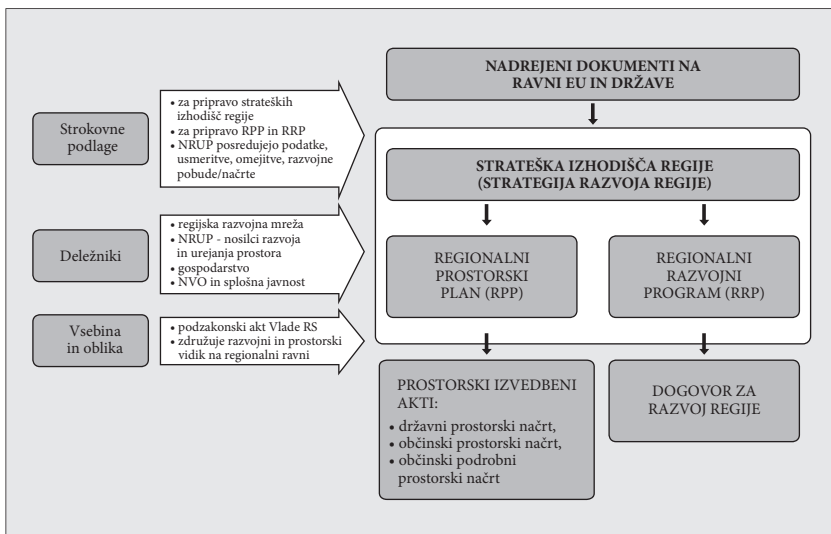 Strokovne
podlage
• za pripravo strateških
izhodišč regije
• za pripravo RPP in RRP
• NRUP posredujejo podatke,
usmeritve, omejitve, razvojne
pobude/načrte
Deležniki
• regijska razvojna mreža
• NRUP - nosilci razvoja
in urejanja prostora
• gospodarstvo
• NVO in splošna javnost
Vsebina
in oblika
• podzakonski akt Vlade RS
• združuje razvojni in prostorski
vidik na regionalni ravni
NADREJENI DOKUMENTI NA
RAVNI EU IN DRŽAVE
STRATEŠKA IZHODIŠČA REGIJE
(STRATEGIJA RAZVOJA REGIJE)
REGIONALNI
PROSTORSKI
PLAN (RPP)
REGIONALNI
RAZVOJNI
PROGRAM (RRP)
PROSTORSKI IZVEDBENI
AKTI:
• državni prostorski načrt,
• občinski prostorski načrt,
• občinski podrobni
prostorski načrt
DOGOVOR ZA
RAZVOJ REGIJE